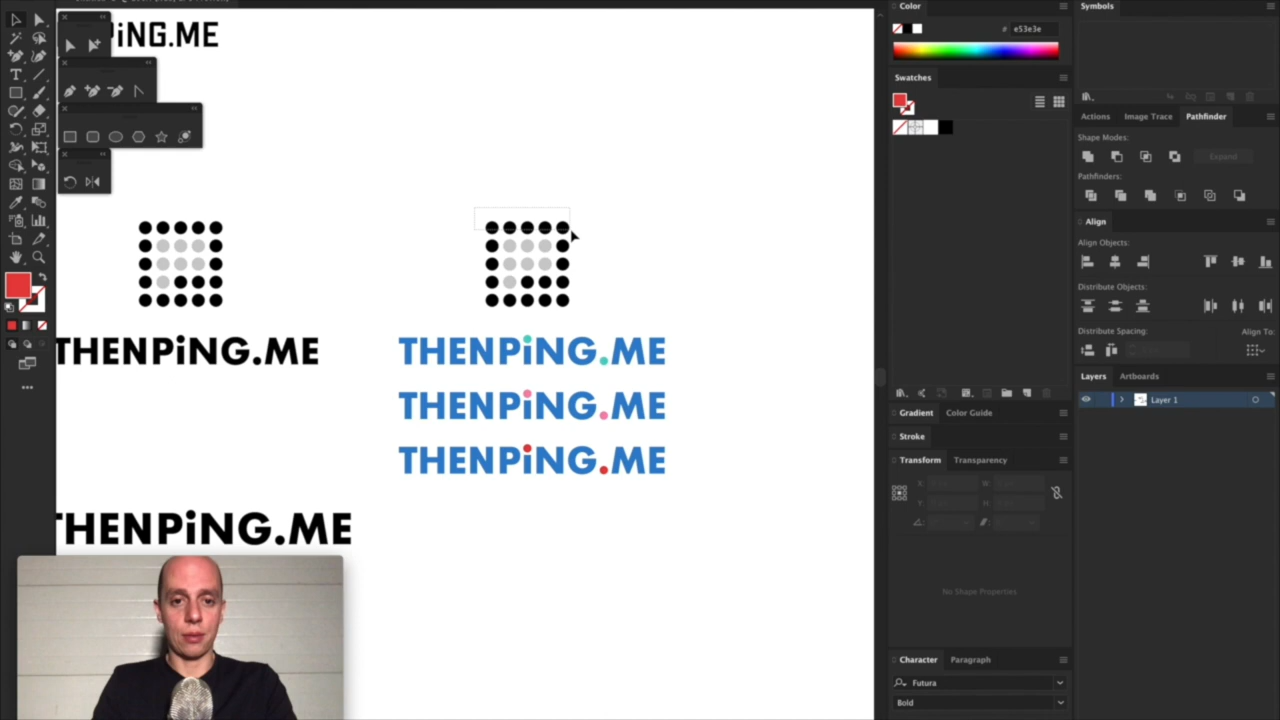 iNG.ME
THENPiNG.ME
THENPiNG.ME
THENPiNG.ME
THENPiNG.ME
THENPiNG.ME
Color
# e53e3e
Swatches
Gradient
Color Guide
Stroke
Transform
Transparency
X:
W:
Y:
H:
No Shape Properties
Character
Paragraph
Futura
Bold
Symbols
Actions
Image Trace
Pathfinder
Shape Modes:
Expand
Pathfinders:
Align
Align Objects:
Distribute Objects:
Distribute Spacing:
Align To:
Layers
Artboards
Layer 1